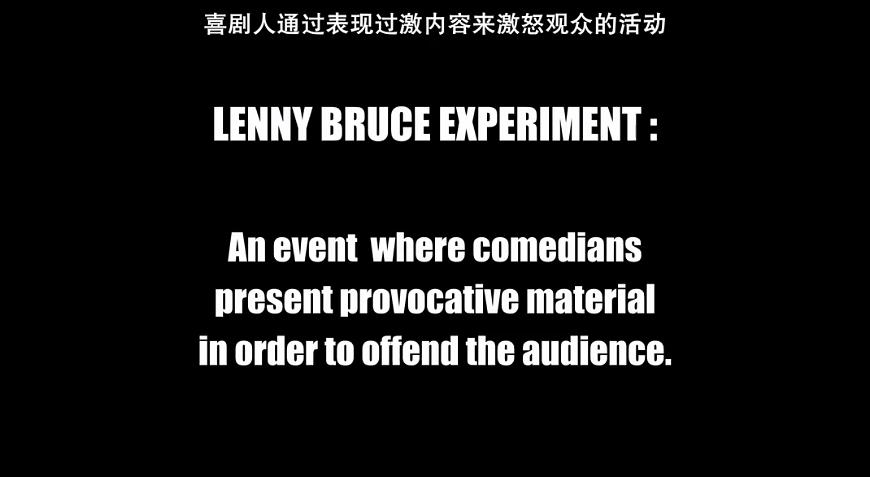 喜剧人通过表现过激内容来激怒观众的活动
LENNY BRUCE EXPERIMENT :
An event  where comedians
present provocative material
in order to offend the audience.